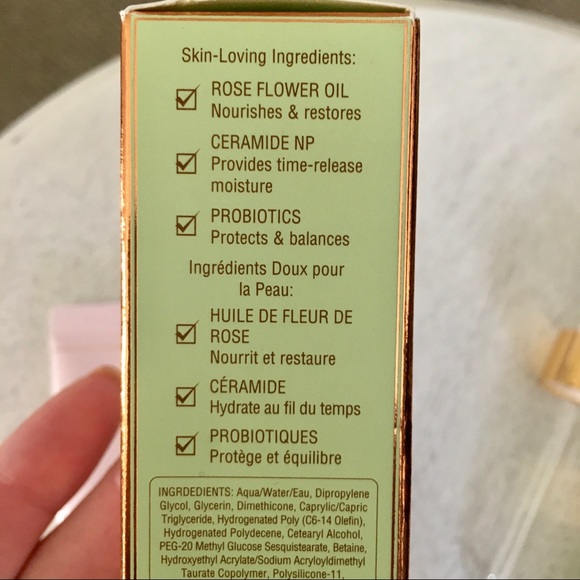 Skin-Loving Ingredients:
ROSE FLOWER OIL
Nourishes & restores
CERAMIDE NP
Provides time-release
moisture
PROBIOTICS
Protects & balances
Ingrédients Doux pour
la Peau:
HUILE DE FLEUR DE
ROSE
Nourrit et restaure
CÉRAMIDE
Hydrate au fil du temps
PROBIOTIQUES
Protège et équilibre
INGRDEDIENTS: Aqua/Water/Eau, Dipropylene
Glycol, Glycerin, Dimethicone, Caprylic/Capric
Triglyceride, Hydrogenated Poly (C6-14 Olefin),
Hydrogenated Polydecene, Cetearyl Alcohol,
PEG-20 Methyl Glucose Sesquistearate, Betaine,
Hydroxyethyl Acrylate/Sodium Acryloyldimethyl
Taurate Copolymer, Polysilicone-11,